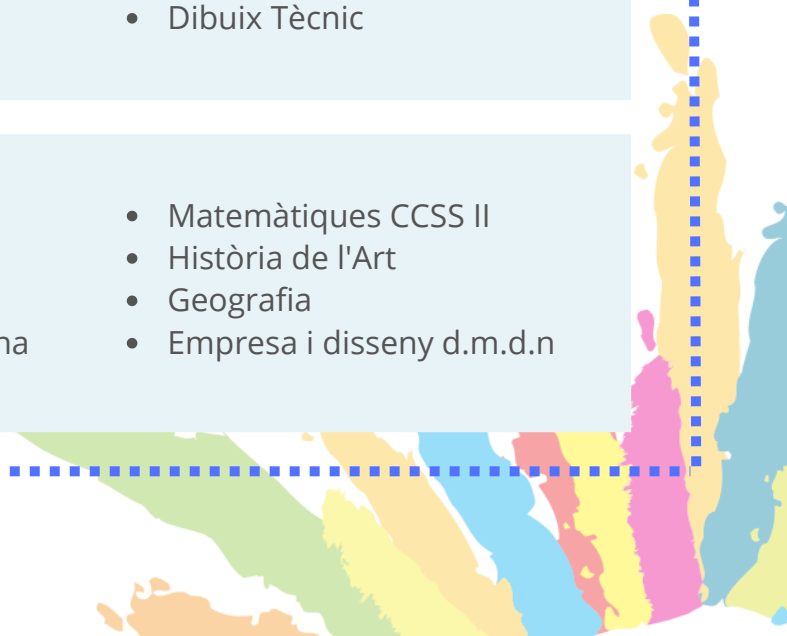 Dibuix Tècnic
Matemàtiques CCSS II
Història de l'Art
Geografia
Empresa i disseny d.m.d.n